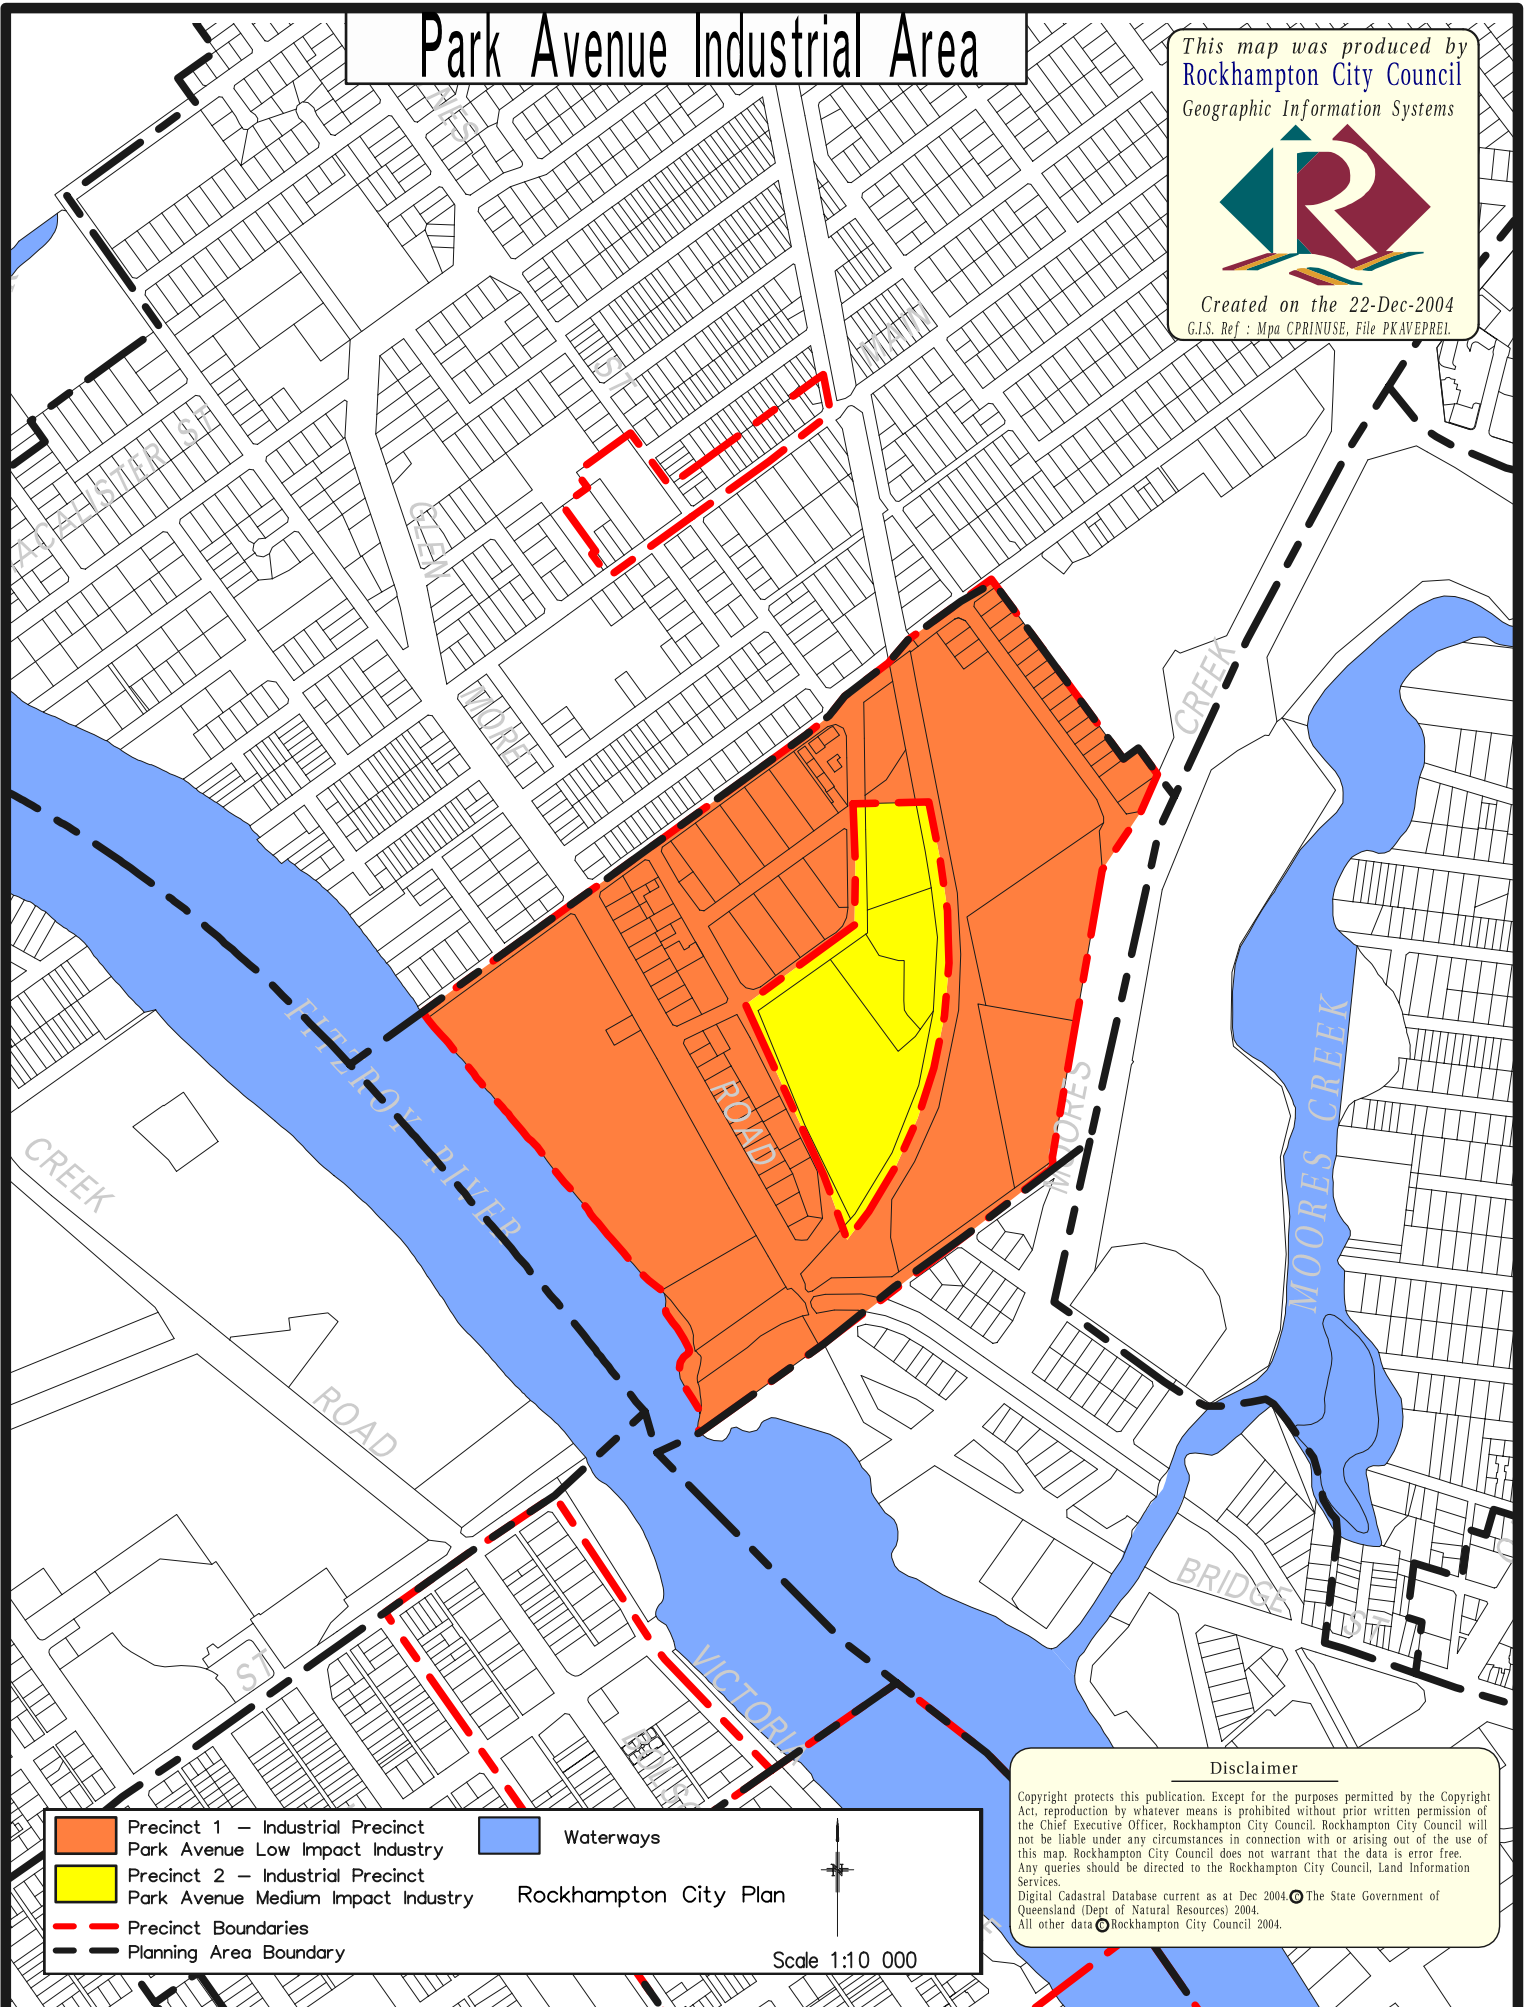 Park Avenue Industrial Area
This map was produced by
Rockhampton City Council
Geographic Information Systems
R
Created on the 22-Dec-2004
G.I.S. Ref : Mpa CPRINUSE, File PKAVEPRE1.
NES
MAIN
ST
ACALISTER ST
GLEN
MORE
CREEK
FITZROY RIVER
ROAD
MOORES
MOORES CREEK
CREEK
ROAD
BRIDGE
ST
ST
VICTORIA
BOLSO
Disclaimer
Copyright protects this publication. Except for the purposes permitted by the Copyright
Act, reproduction by whatever means is prohibited without prior written permission of
the Chief Executive Officer, Rockhampton City Council. Rockhampton City Council will
not be liable under any circumstances in connection with or arising out of the use of
this map. Rockhampton City Council does not warrant that the data is error free.
Any queries should be directed to the Rockhampton City Council, Land Information
Services.
Digital Cadastral Database current as at Dec 2004. © The State Government of
Queensland (Dept of Natural Resources) 2004.
All other data © Rockhampton City Council 2004.
Precinct 1 – Industrial Precinct
Park Avenue Low Impact Industry
Precinct 2 – Industrial Precinct
Park Avenue Medium Impact Industry
Precinct Boundaries
Planning Area Boundary
Waterways
Rockhampton City Plan
N
Scale 1:10 000